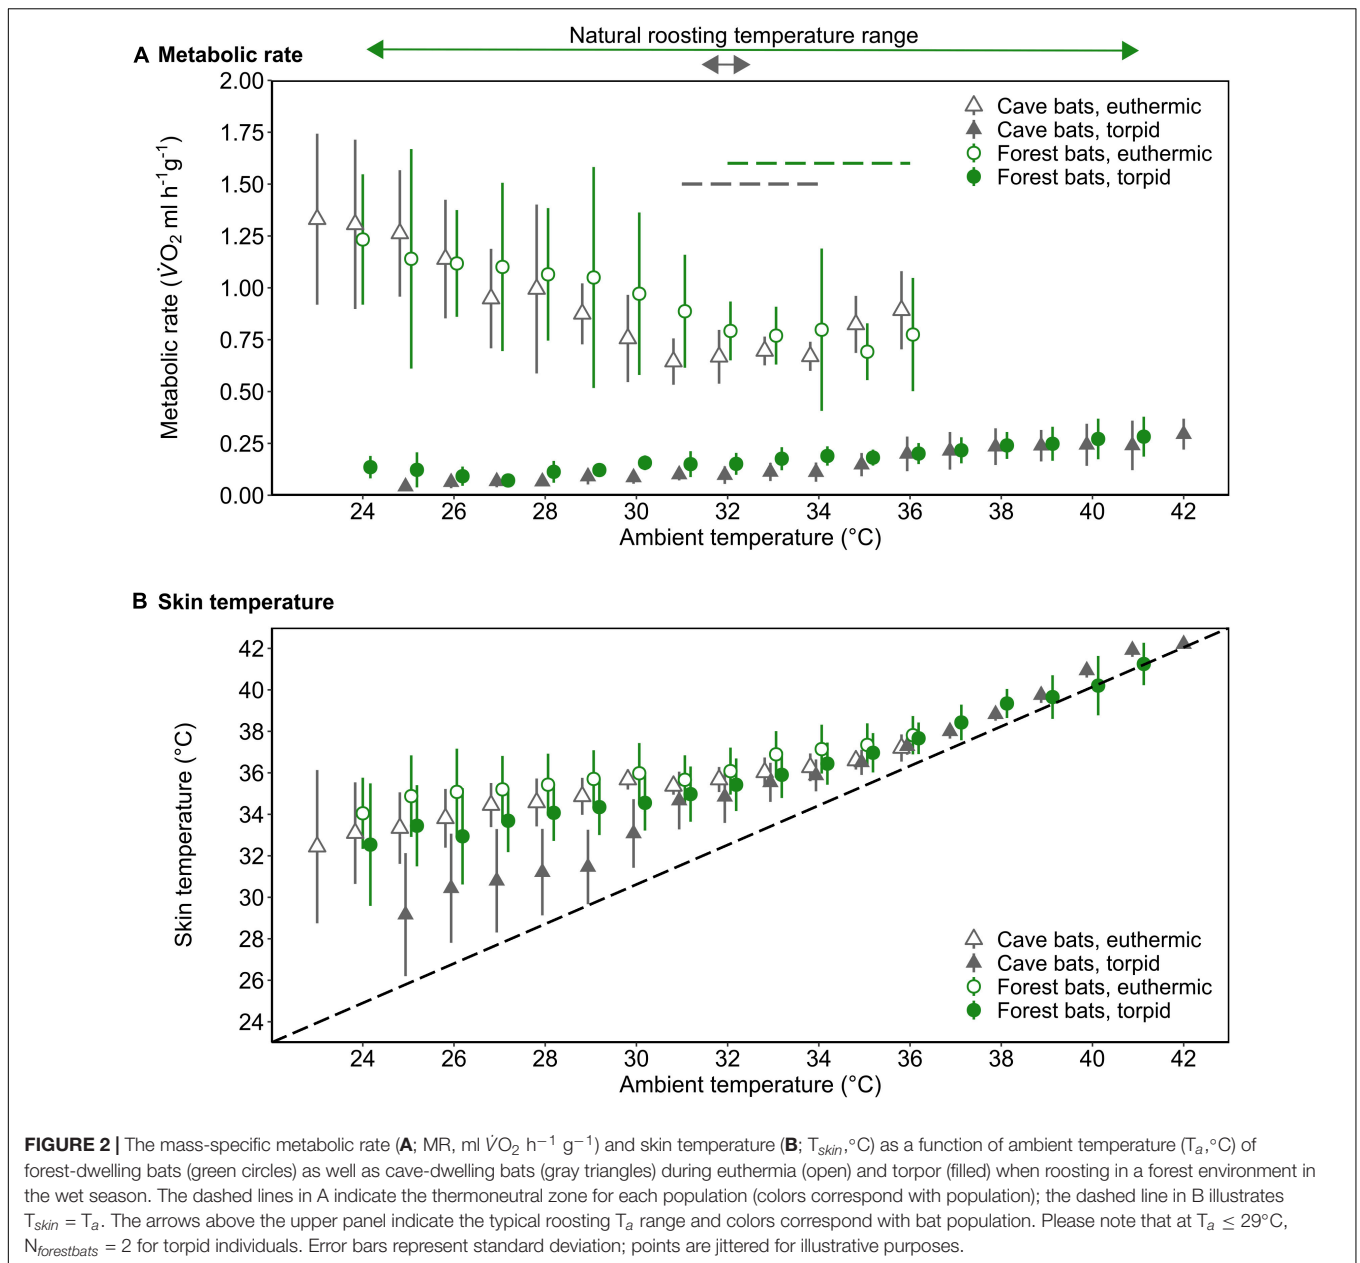 Natural roosting temperature range
A Metabolic rate
2.00
1.75
1.50
1.25
1.00
0.75
0.50
0.25
0.00
Metabolic rate (V̇O2 ml h-1g-1)
Cave bats, euthermic
Cave bats, torpid
Forest bats, euthermic
Forest bats, torpid
24 26 28 30 32 34 36 38 40 42
Ambient temperature (°C)
B Skin temperature
42
40
38
36
34
32
30
28
26
24
Skin temperature (°C)
Cave bats, euthermic
Cave bats, torpid
Forest bats, euthermic
Forest bats, torpid
24 26 28 30 32 34 36 38 40 42
Ambient temperature (°C)
FIGURE 2 | The mass-specific metabolic rate (A; MR, ml V̇O2 h−1 g−1) and skin temperature (B; Tskin,°C) as a function of ambient temperature (Ta,°C) of
forest-dwelling bats (green circles) as well as cave-dwelling bats (gray triangles) during euthermia (open) and torpor (filled) when roosting in a forest environment in
the wet season. The dashed lines in A indicate the thermoneutral zone for each population (colors correspond with population); the dashed line in B illustrates
Tskin = Ta. The arrows above the upper panel indicate the typical roosting Ta range and colors correspond with bat population. Please note that at Ta ≤ 29°C,
Nforestbats = 2 for torpid individuals. Error bars represent standard deviation; points are jittered for illustrative purposes.